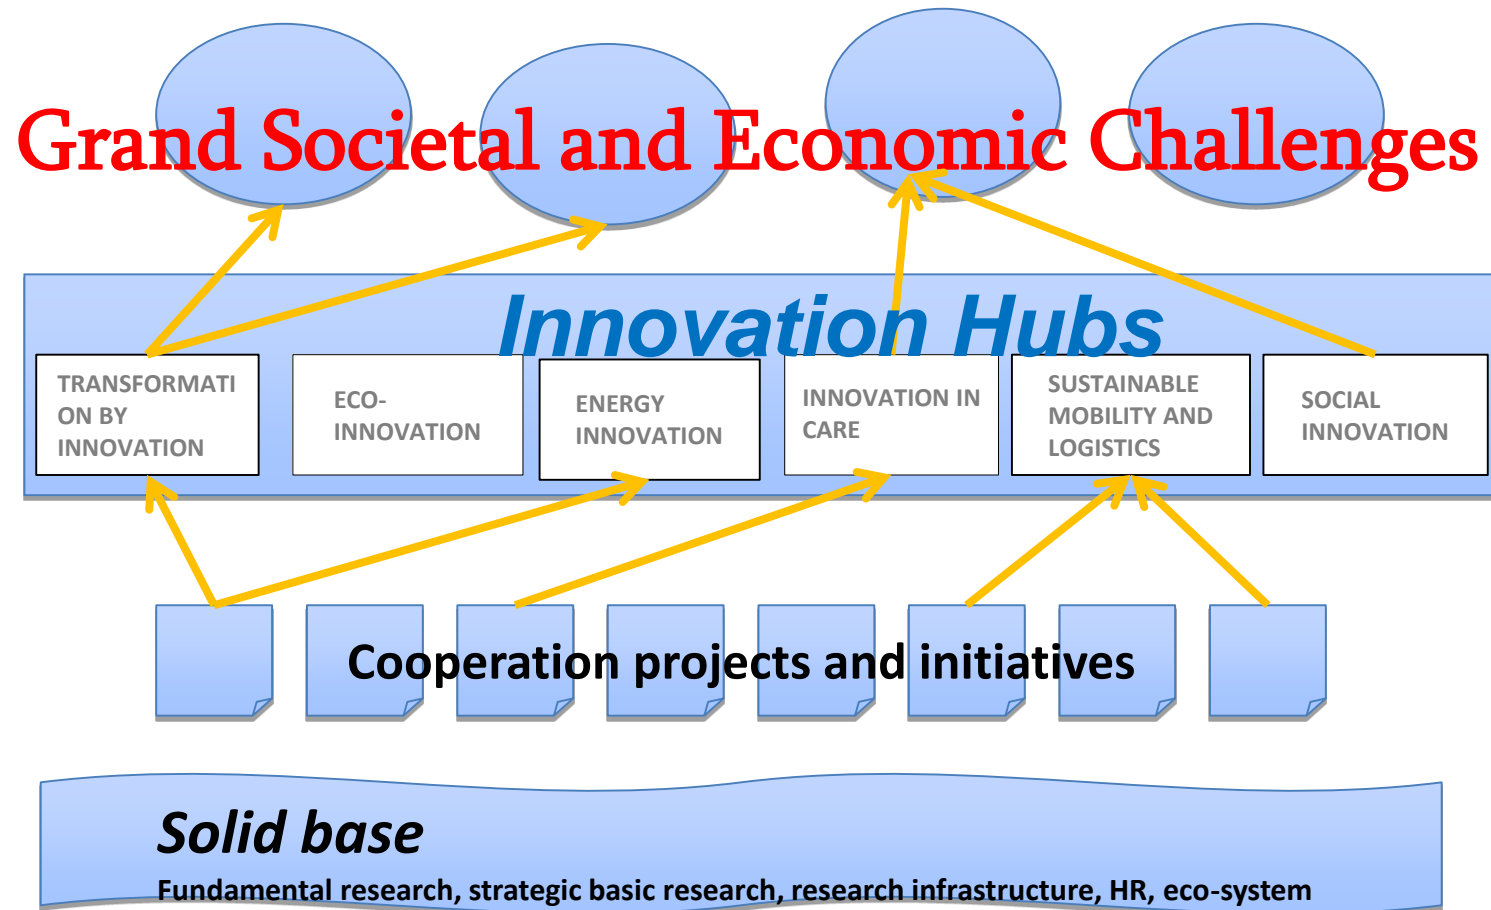 Grand Societal and Economic Challenges
Innovation Hubs
TRANSFORMATI
ON BY
INNOVATION
ECO-
INNOVATION
ENERGY
INNOVATION
INNOVATION IN
CARE
SUSTAINABLE
MOBILITY AND
LOGISTICS
SOCIAL
INNOVATION
Cooperation projects and initiatives
Solid base
Fundamental research, strategic basic research, research infrastructure, HR, eco-system